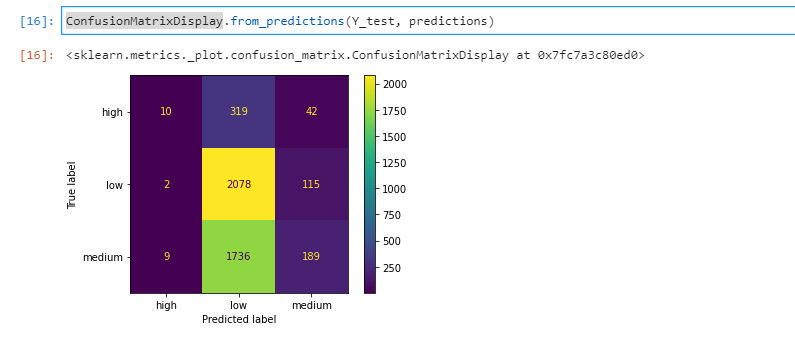 [16]: ConfusionMatrixDisplay.from_predictions(Y_test, predictions)
[16]: <sklearn.metrics._plot.confusion_matrix.ConfusionMatrixDisplay at 0x7fc7a3c80ed0>
2000
high 10 319 42
1750
1500
1250
True label
low 2 2078 115
1000
750
500
medium 9 1736 189
250
high low medium
Predicted label